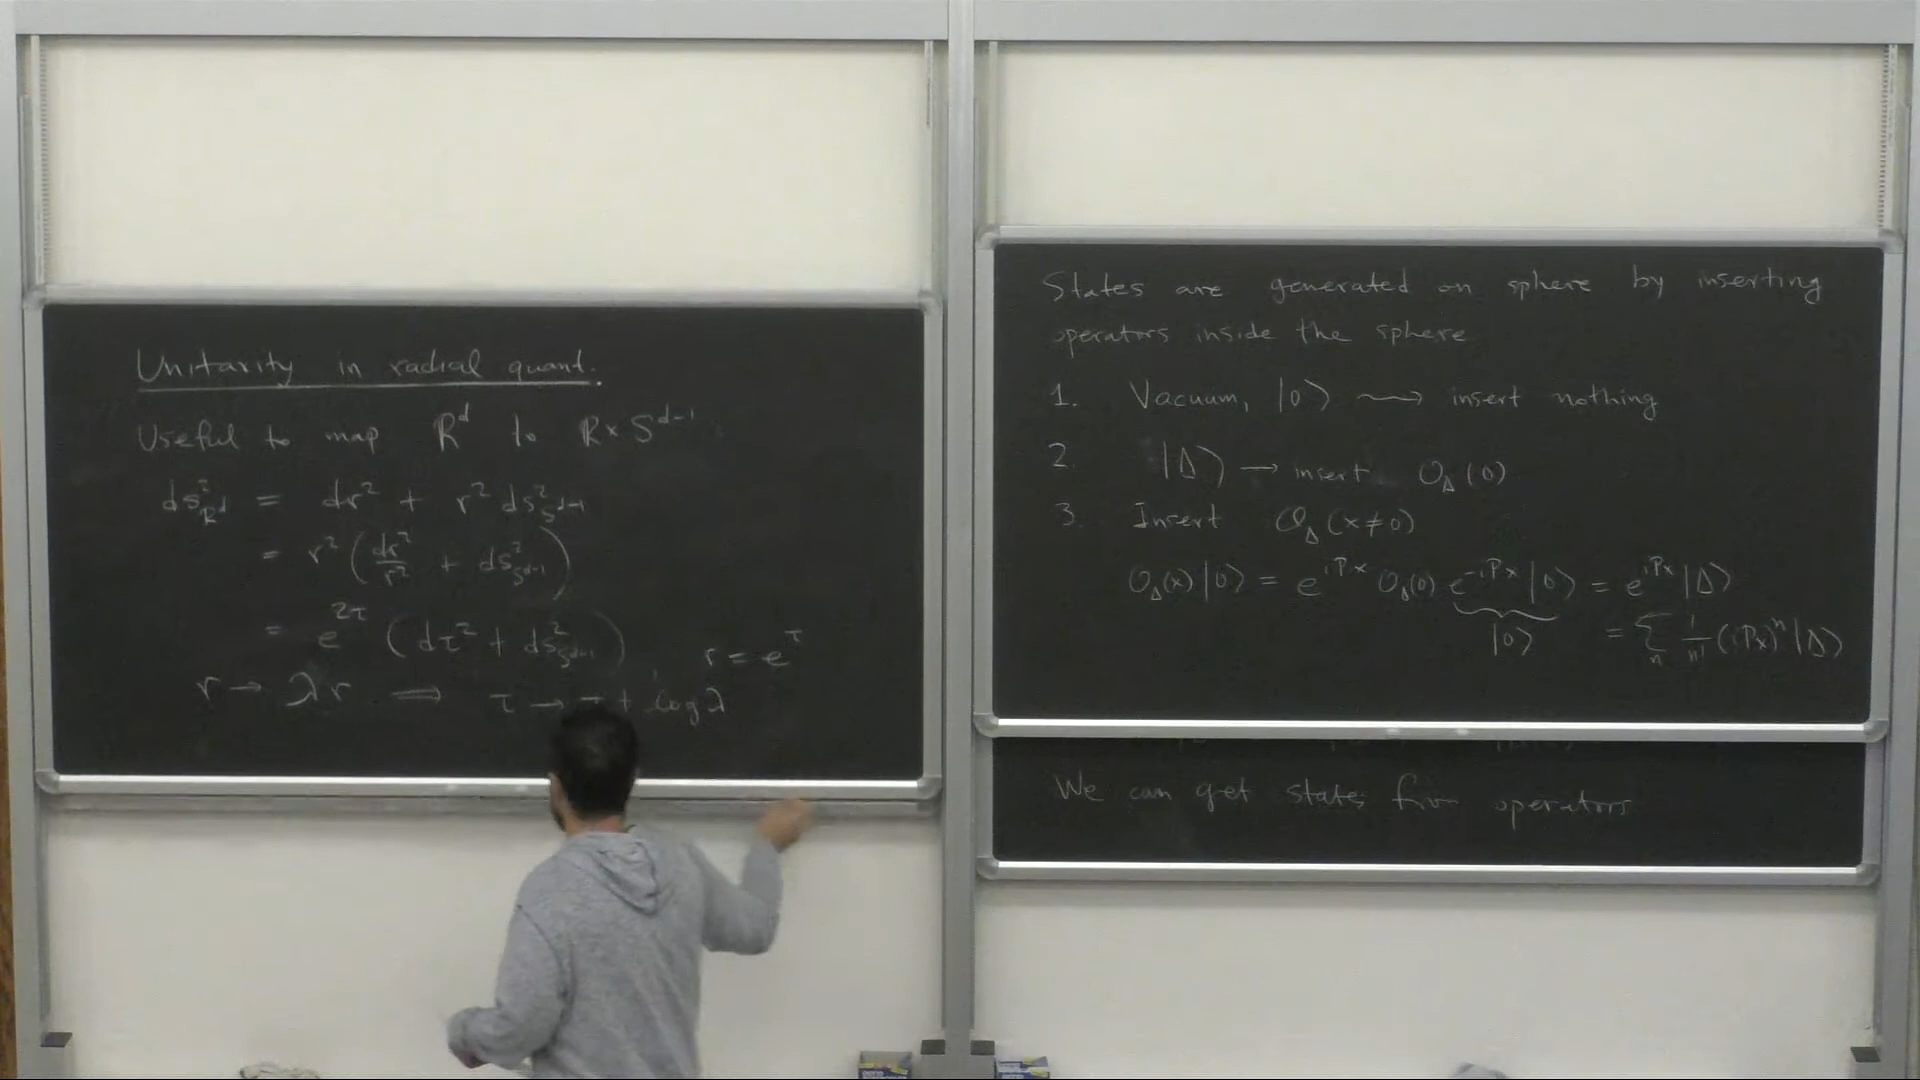 Unitarity in radial quant.
Useful to map R^d to R×S^{d-1}
ds²_{R^d} = dr² + r² ds²_{S^{d-1}}
= r² (dr²/r² + ds²_{S^{d-1}})
= e^{2τ} (dτ² + ds²_{S^{d-1}})
r = e^τ
r → λr ⟹ τ → τ + log λ
States are generated on sphere by inserting
operators inside the sphere
1. Vacuum, |0⟩ ⟿ insert nothing
2. |Δ⟩ → insert O_Δ(0)
3. Insert O_Δ(x≠0)
O_Δ(x)|0⟩ = e^{iPx} O_Δ(0) e^{-iPx}|0⟩ = e^{iPx}|Δ⟩
|0⟩ = Σ_n 1/n! (iPx)^n |Δ⟩
We can get states from operators